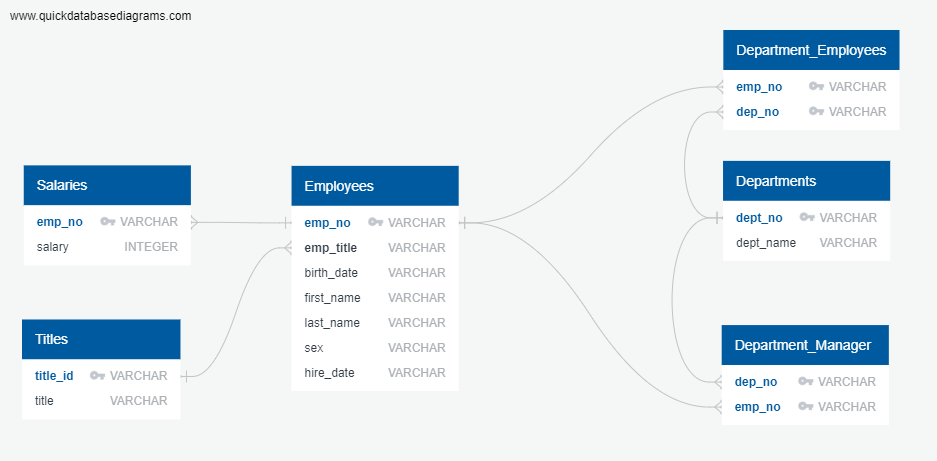 www.quickdatabasediagrams.com
Salaries
emp_no VARCHAR
salary INTEGER
Titles
title_id VARCHAR
title VARCHAR
Employees
emp_no VARCHAR
emp_title VARCHAR
birth_date VARCHAR
first_name VARCHAR
last_name VARCHAR
sex VARCHAR
hire_date VARCHAR
Department_Employees
emp_no VARCHAR
dep_no VARCHAR
Departments
dept_no VARCHAR
dept_name VARCHAR
Department_Manager
dep_no VARCHAR
emp_no VARCHAR